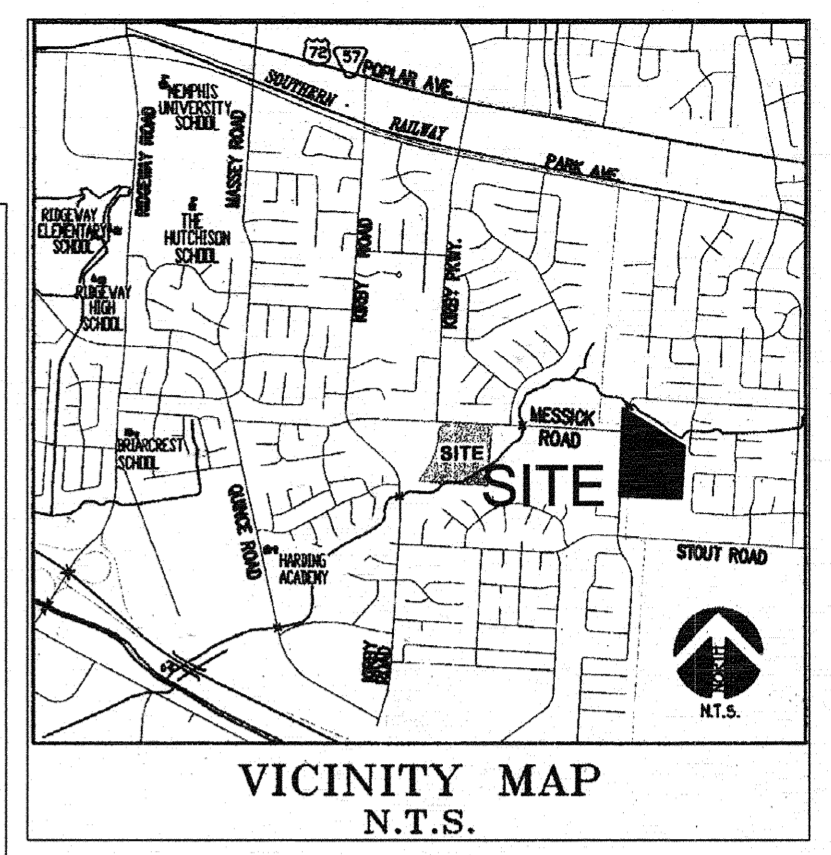 72
57
POPLAR AVE.
SOUTHERN
RAILWAY
PARK AVE.
MEMPHIS
UNIVERSITY
SCHOOL
RIDGEWAY ROAD
MASSEY ROAD
RIDGEWAY
ELEMENTARY
SCHOOL
THE
HUTCHISON
SCHOOL
KIRBY ROAD
KIRBY PKWY.
RIDGEWAY
HIGH
SCHOOL
MESSICK
ROAD
BRIARCREST
SCHOOL
SITE
SITE
QUINCE ROAD
HARDING
ACADEMY
STOUT ROAD
KIRBY
ROAD
NORTH
N.T.S.
VICINITY MAP
N.T.S.